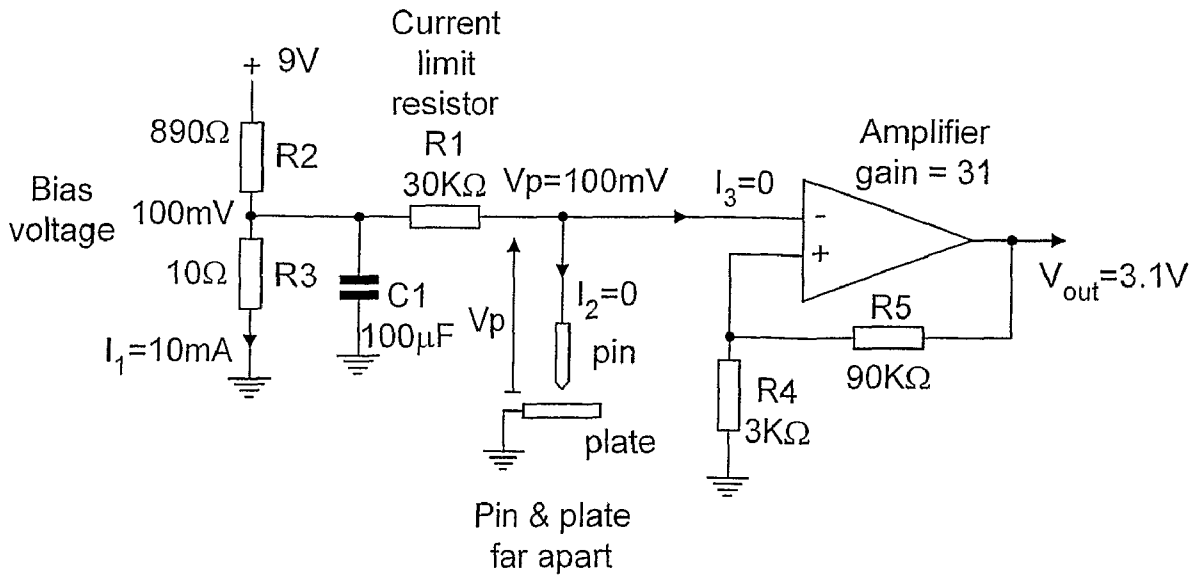 Current
limit
resistor
R1
30KΩ
+ 9V
890Ω
R2
Bias
voltage
100mV
10Ω
R3
I₁=10mA
C1
100μF
Vp=100mV
Vp
I₂=0
pin
plate
Pin & plate
far apart
I₃=0
Amplifier
gain = 31
-
+
Vout=3.1V
R5
90KΩ
R4
3KΩ